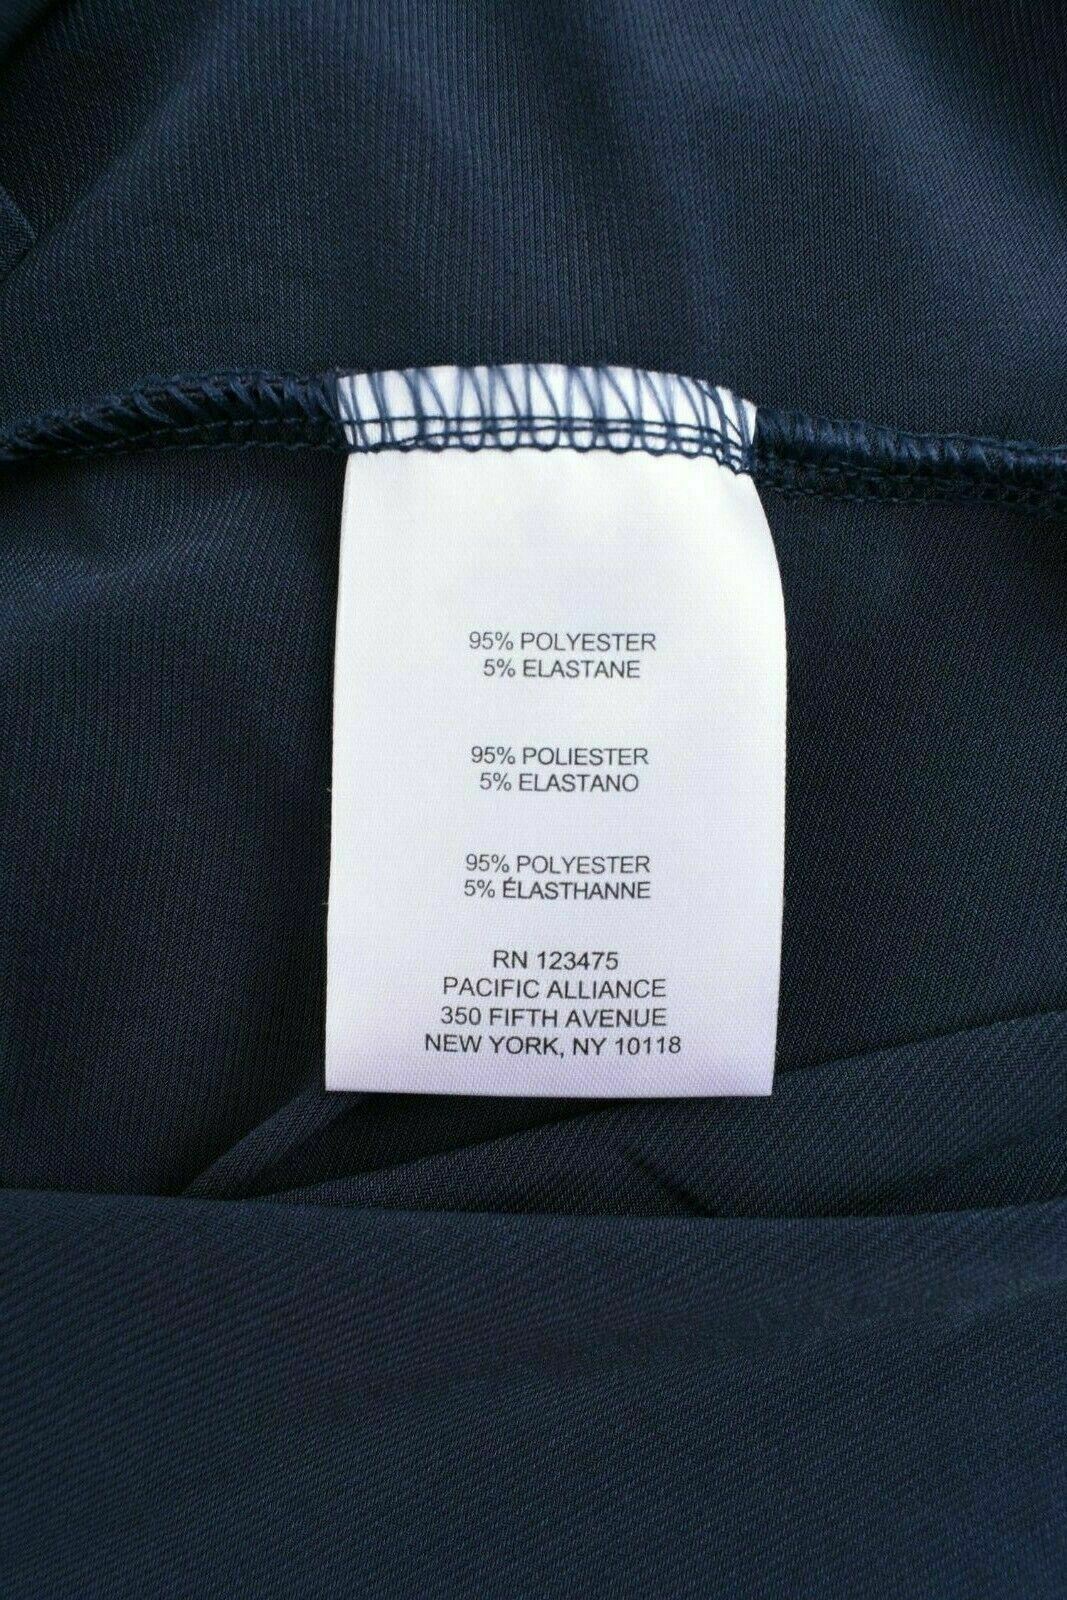 95% POLYESTER
5% ELASTANE
95% POLIESTER
5% ELASTANO
95% POLYESTER
5% ÉLASTHANNE
RN 123475
PACIFIC ALLIANCE
350 FIFTH AVENUE
NEW YORK, NY 10118